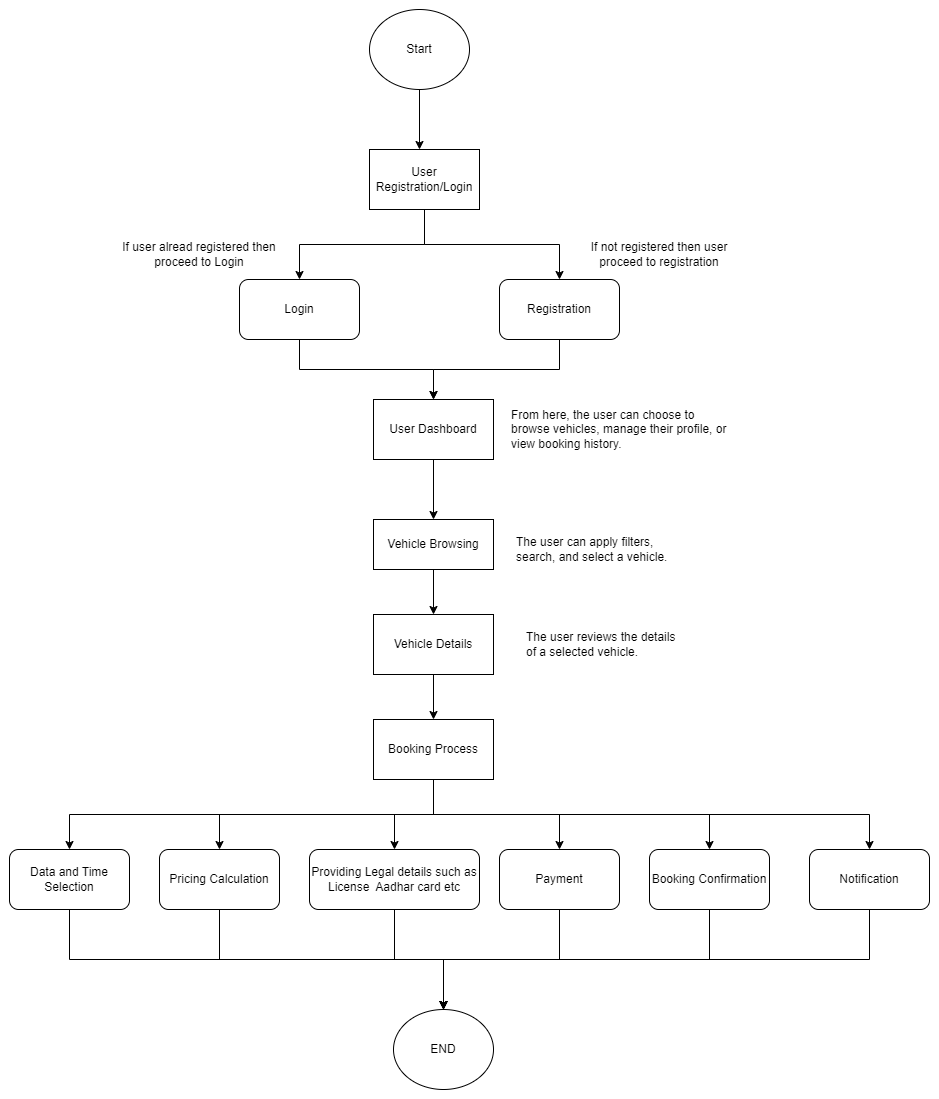 Start
User
Registration/Login
If user alread registered then
proceed to Login
If not registered then user
proceed to registration
Login
Registration
User Dashboard
From here, the user can choose to
browse vehicles, manage their profile, or
view booking history.
Vehicle Browsing
The user can apply filters,
search, and select a vehicle.
Vehicle Details
The user reviews the details
of a selected vehicle.
Booking Process
Data and Time
Selection
Pricing Calculation
Providing Legal details such as
License  Aadhar card etc
Payment
Booking Confirmation
Notification
END